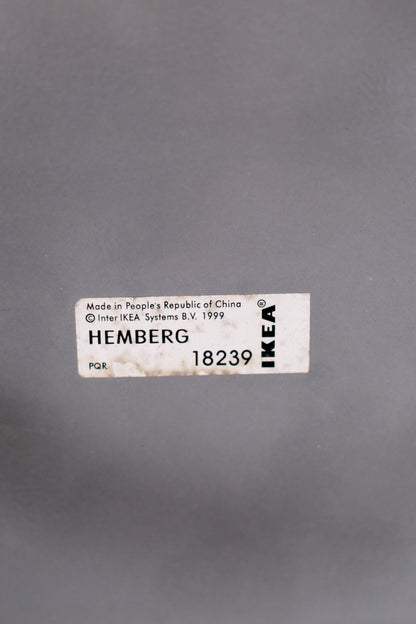 Made in People's Republic of China
© Inter IKEA Systems B.V. 1999
HEMBERG
PQR
18239
IKEA®